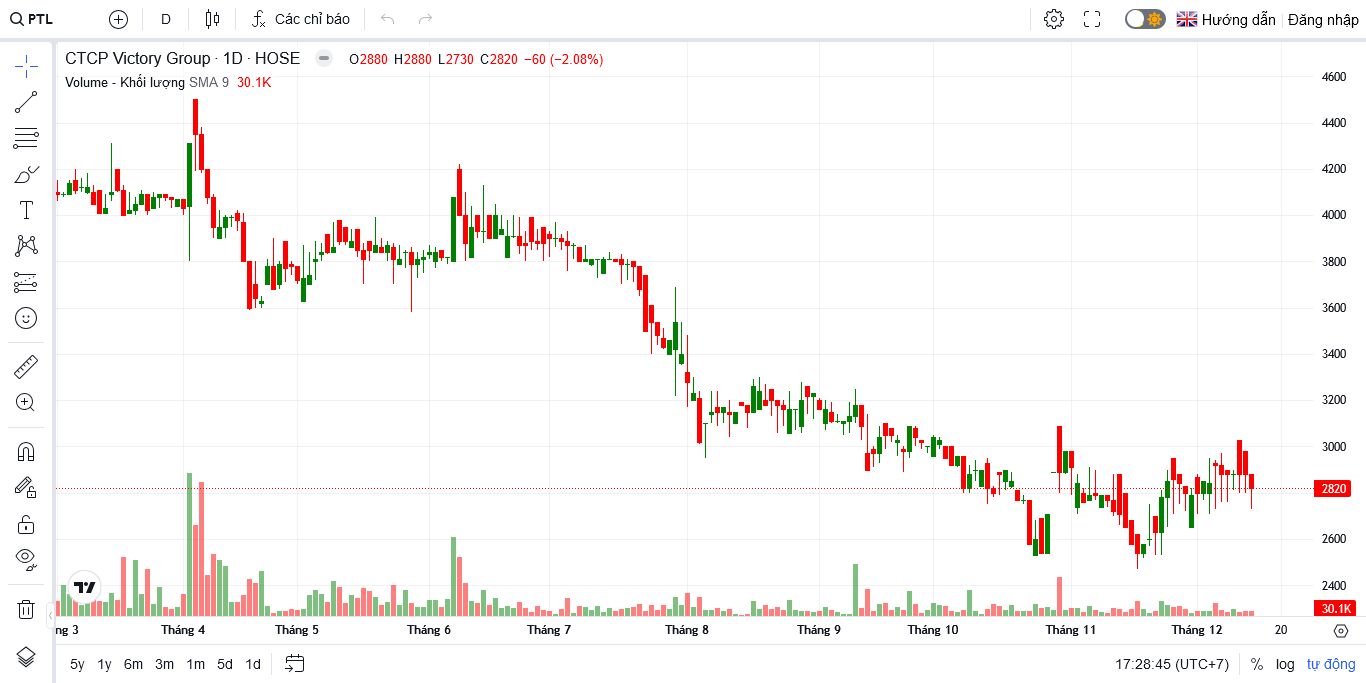 PTL
D
Các chỉ báo
Hướng dẫn
Đăng nhập
CTCP Victory Group · 1D · HOSE
O2880 H2880 L2730 C2820 −60 (−2.08%)
Volume - Khối lượng SMA 9 30.1K
4600
4400
4200
4000
3800
3600
3400
3200
3000
2820
2600
2400
30.1K
ng 3
Tháng 4
Tháng 5
Tháng 6
Tháng 7
Tháng 8
Tháng 9
Tháng 10
Tháng 11
Tháng 12
20
5y 1y 6m 3m 1m 5d 1d
17:28:45 (UTC+7)
% log tự động